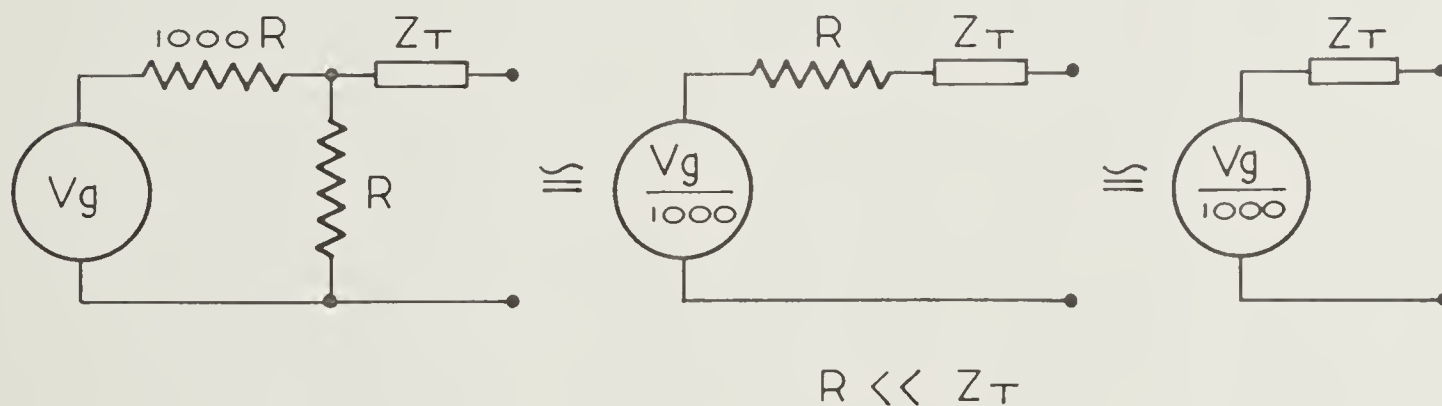 1000R ZT
Vg R
≅
R ZT
Vg
1000
≅
ZT
Vg
1000
R << ZT